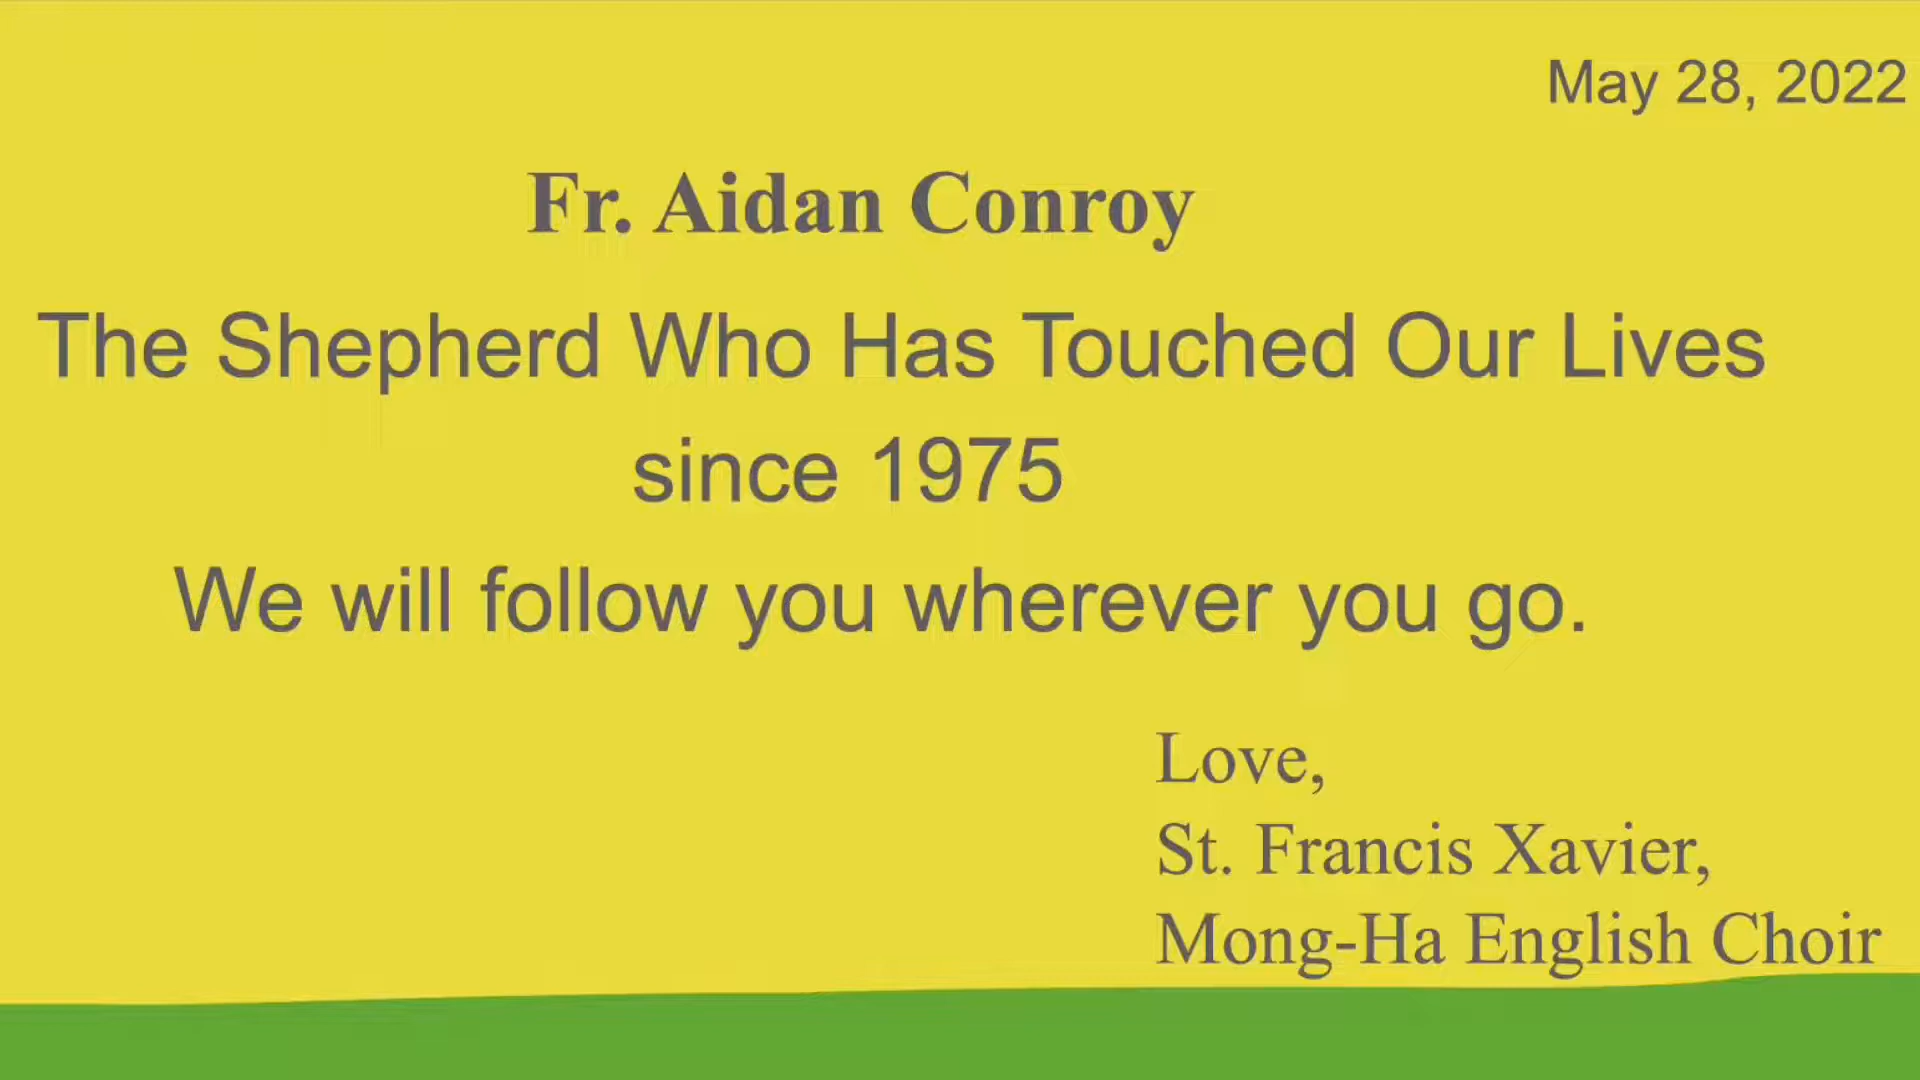 May 28, 2022
Fr. Aidan Conroy
The Shepherd Who Has Touched Our Lives
since 1975
We will follow you wherever you go.
Love,
St. Francis Xavier,
Mong-Ha English Choir